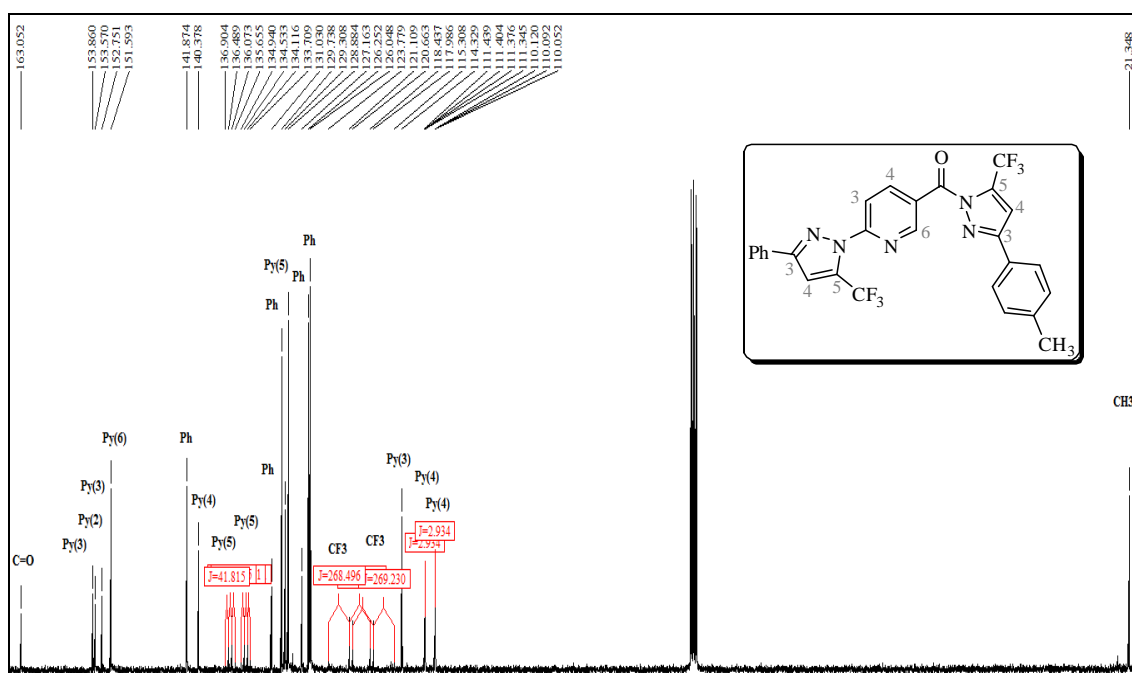 163.052
153.860
153.570
152.751
151.593
141.874
140.378
136.904
136.489
136.073
135.655
134.940
134.533
134.116
133.709
131.030
129.738
129.308
128.884
127.163
126.252
126.048
123.779
121.109
120.663
118.437
117.986
115.308
114.329
111.439
111.404
111.376
111.345
110.120
110.092
110.052
21.348
O
CF3
4
3
5
4
N
N
6
N
3
Ph
N
N
3
4
5
CF3
CH3
Ph
Py(5)
Ph
Ph
CH3
Py(6)
Ph
Ph
Py(3)
Py(4)
Py(3)
Py(4)
Py(2)
Py(5)
Py(4)
Py(5)
Py(3)
C=O
CF3
CF3
J=2.934
J=2.934
J=41.815
J=268.496
J=269.230